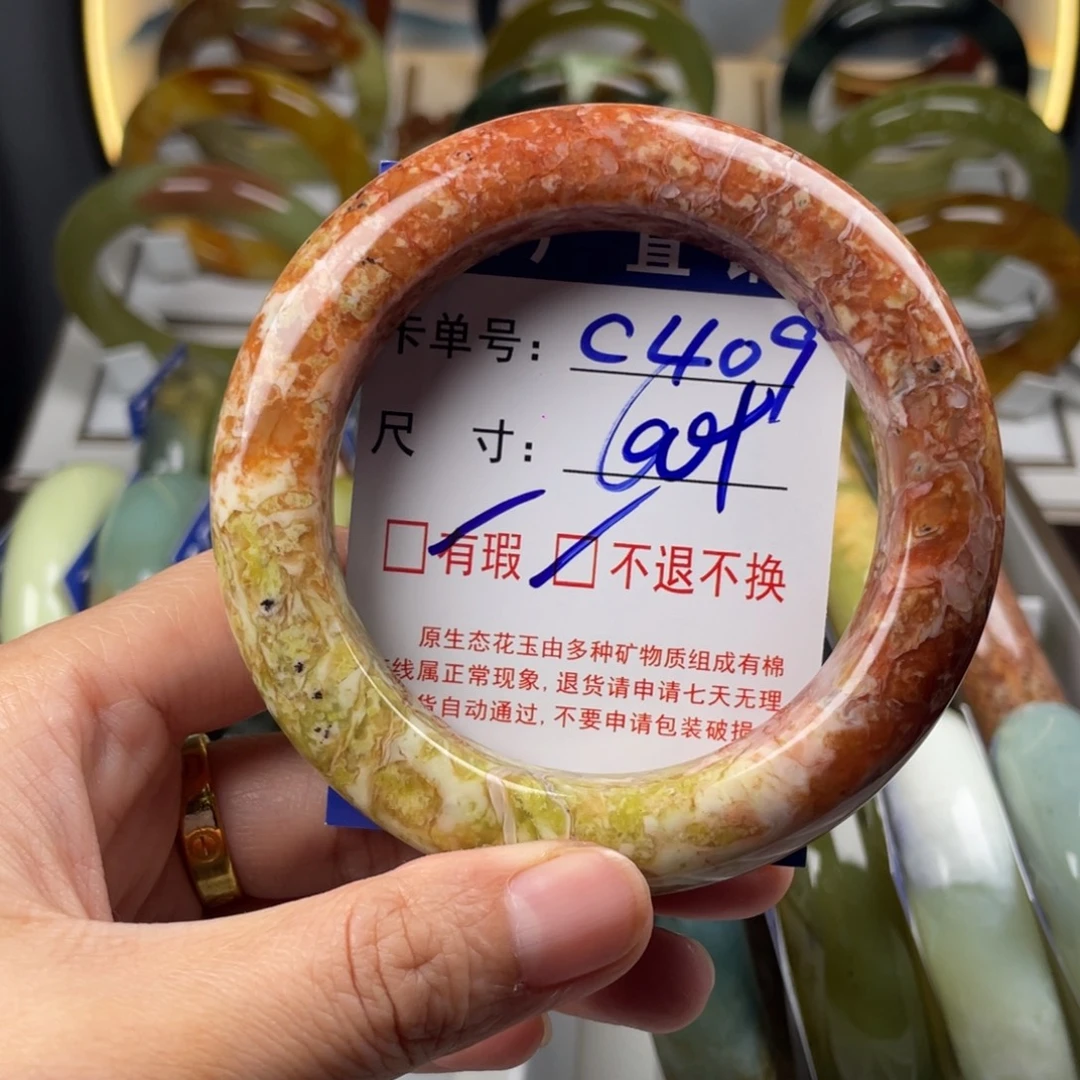 厂直
卡单号: C409
尺 寸:
□有瑕 □不退不换
原生态花玉由多种矿物质组成有棉
线属正常现象, 退货请申请七天无理
货自动通过, 不要申请包装破损